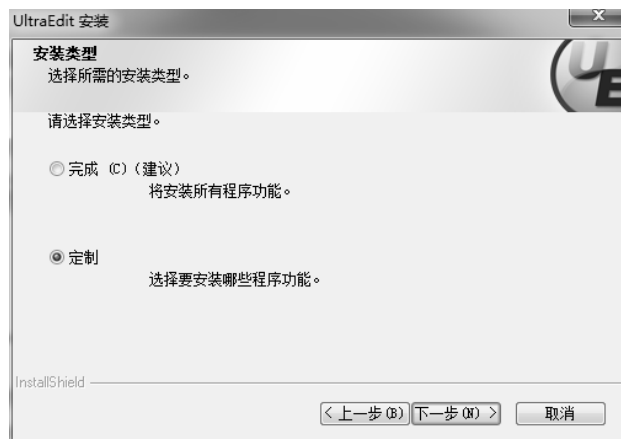 UltraEdit 安装
安装类型
选择所需的安装类型。
UE
请选择安装类型。
完成 (C) (建议)
将安装所有程序功能。
定制
选择要安装哪些程序功能。
InstallShield
< 上一步(B) 下一步(N) > 取消